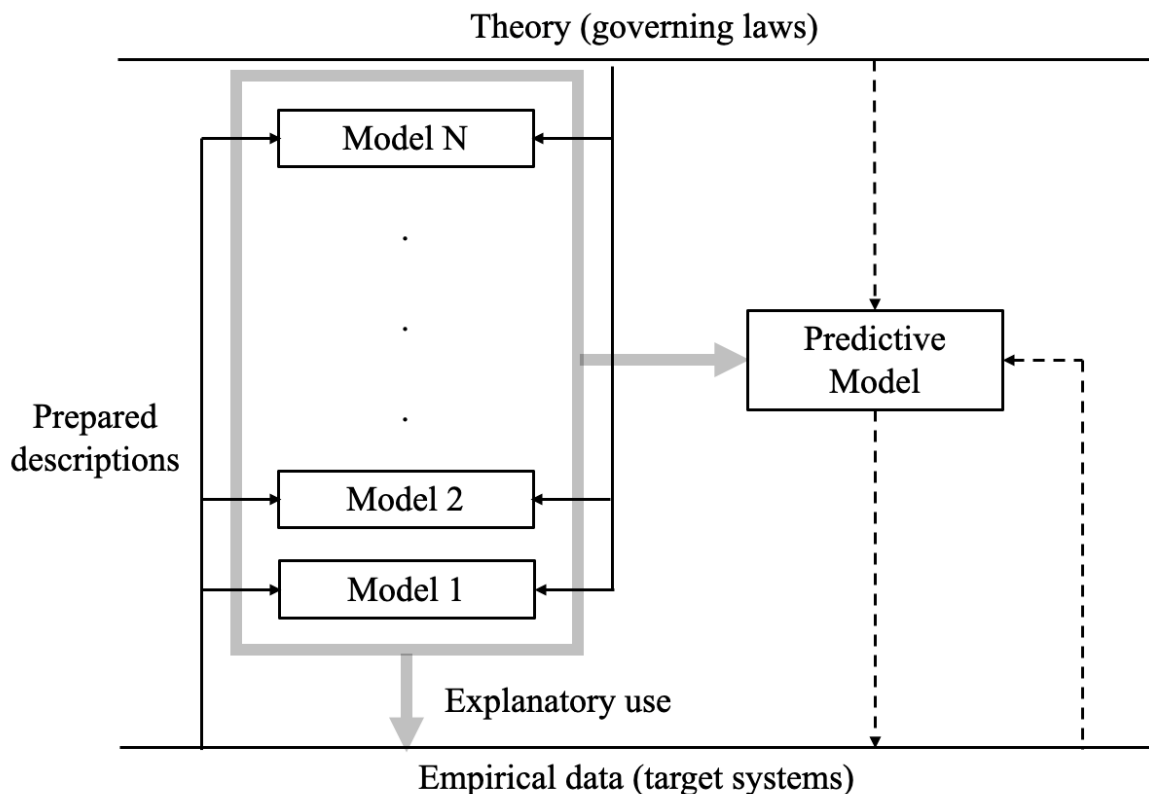 Theory (governing laws)
Model N
Predictive
Model
Prepared
descriptions
Model 2
Model 1
Explanatory use
Empirical data (target systems)